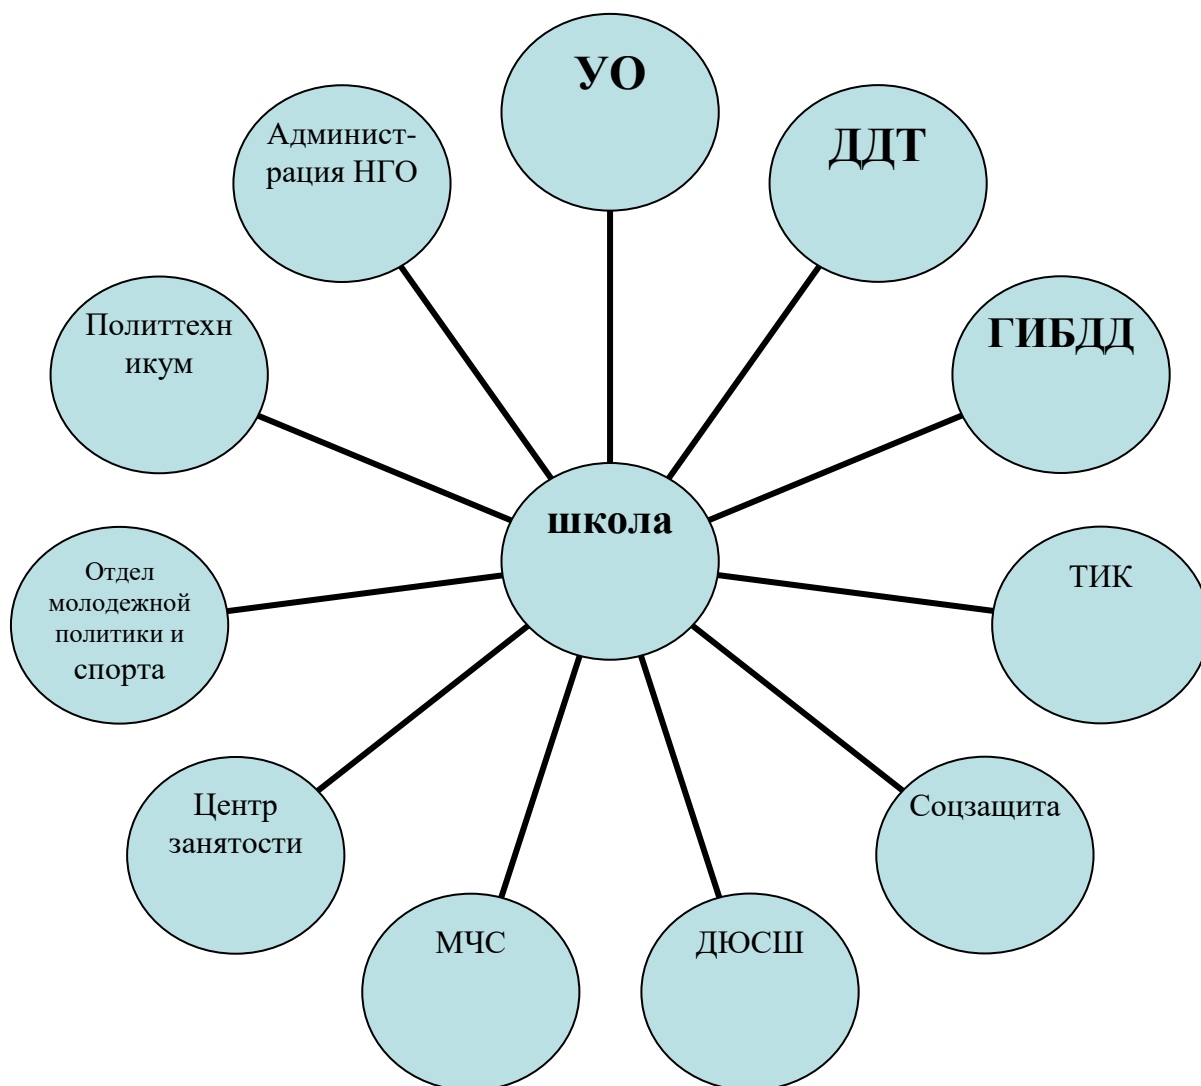 УО
Админист-
рация НГО
ДДТ
Политтехн
икум
ГИБДД
школа
Отдел
молодежной
политики и
спорта
ТИК
Центр
занятости
Соцзащита
МЧС
ДЮСШ